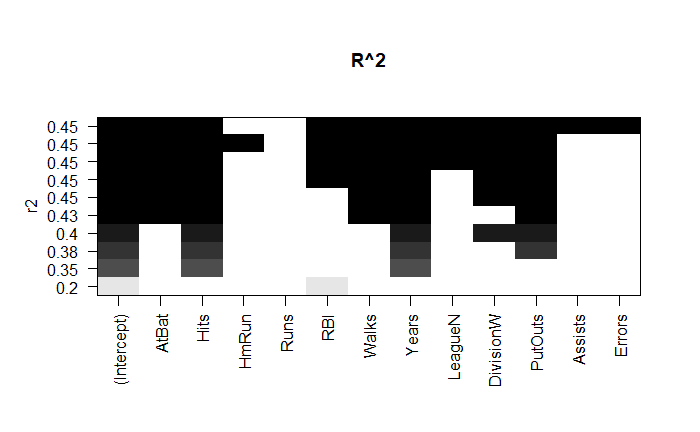 R^2
r2
0.45
0.45
0.45
0.45
0.45
0.43
0.4
0.38
0.35
0.2
(Intercept)
AtBat
Hits
HmRun
Runs
RBI
Walks
Years
LeagueN
DivisionW
PutOuts
Assists
Errors